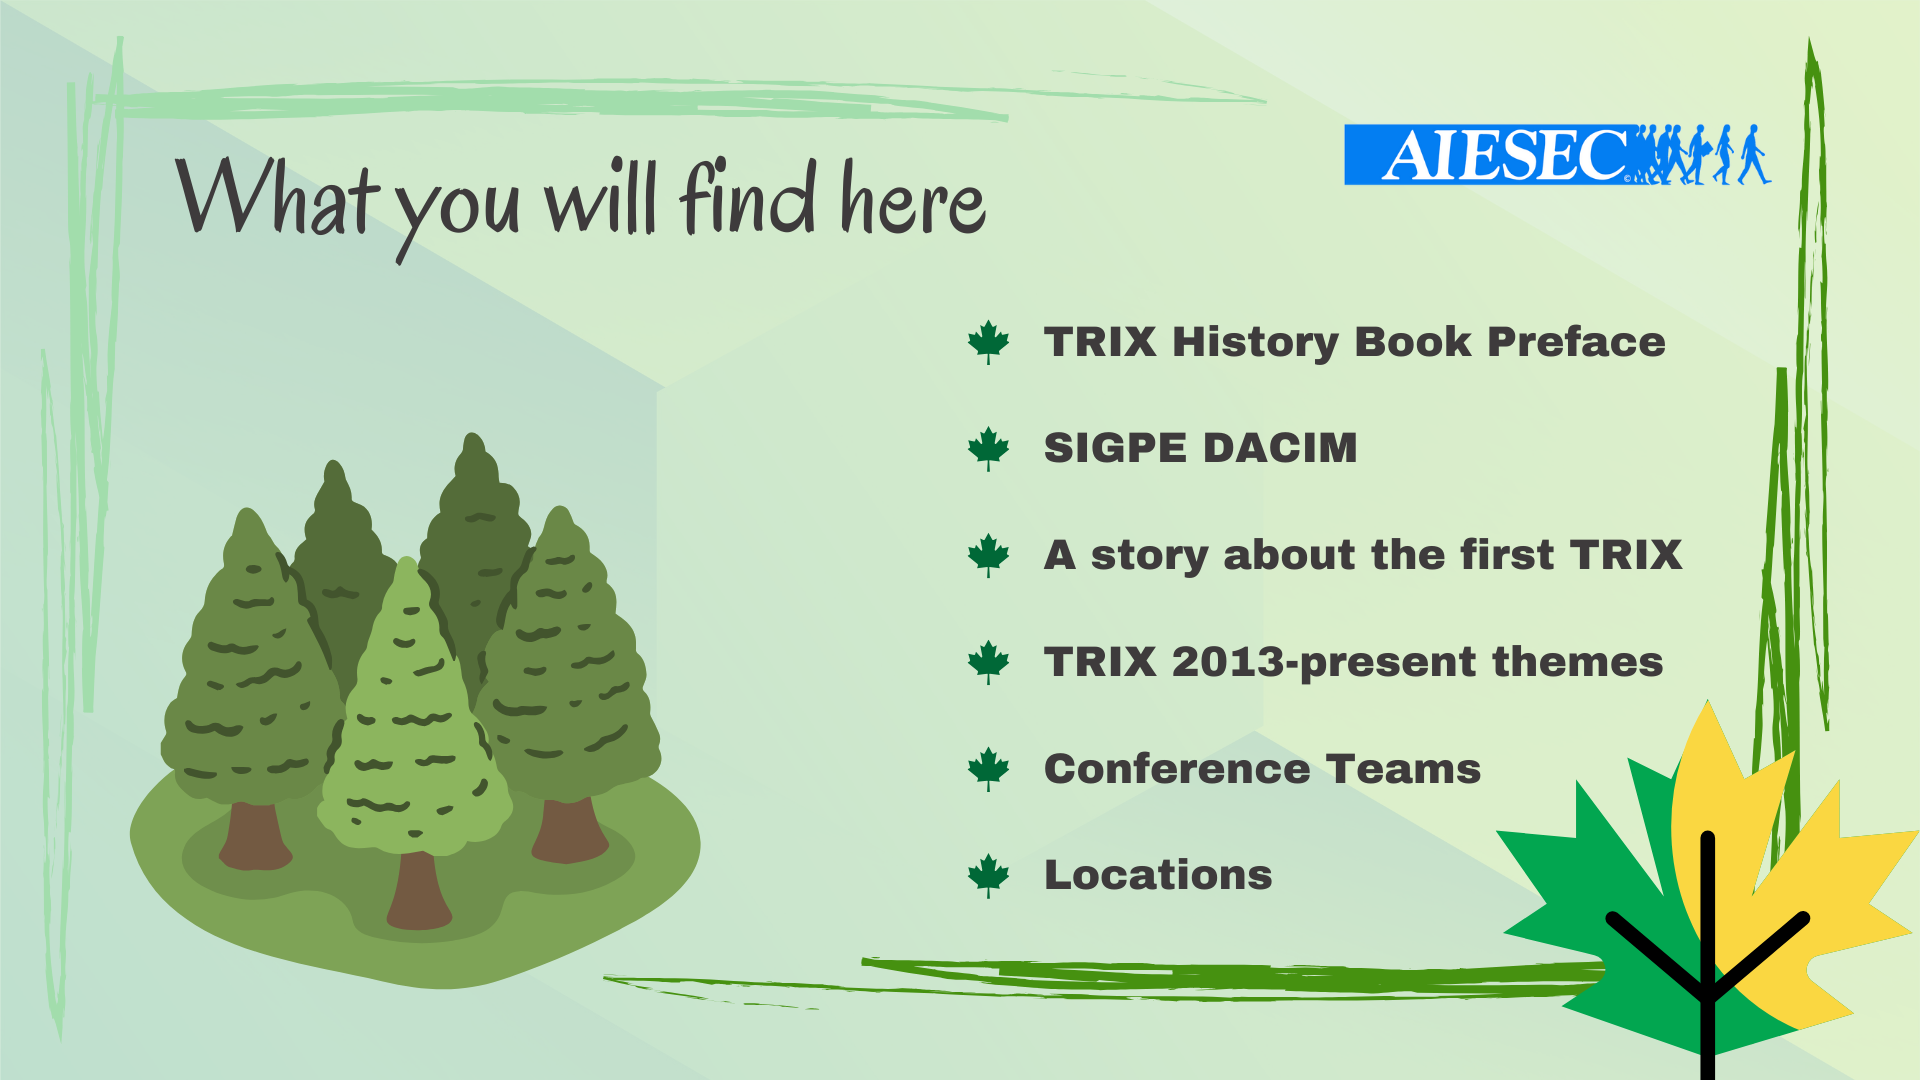 AIESEC
What you will find here
TRIX History Book Preface
SIGPE DACIM
A story about the first TRIX
TRIX 2013-present themes
Conference Teams
Locations